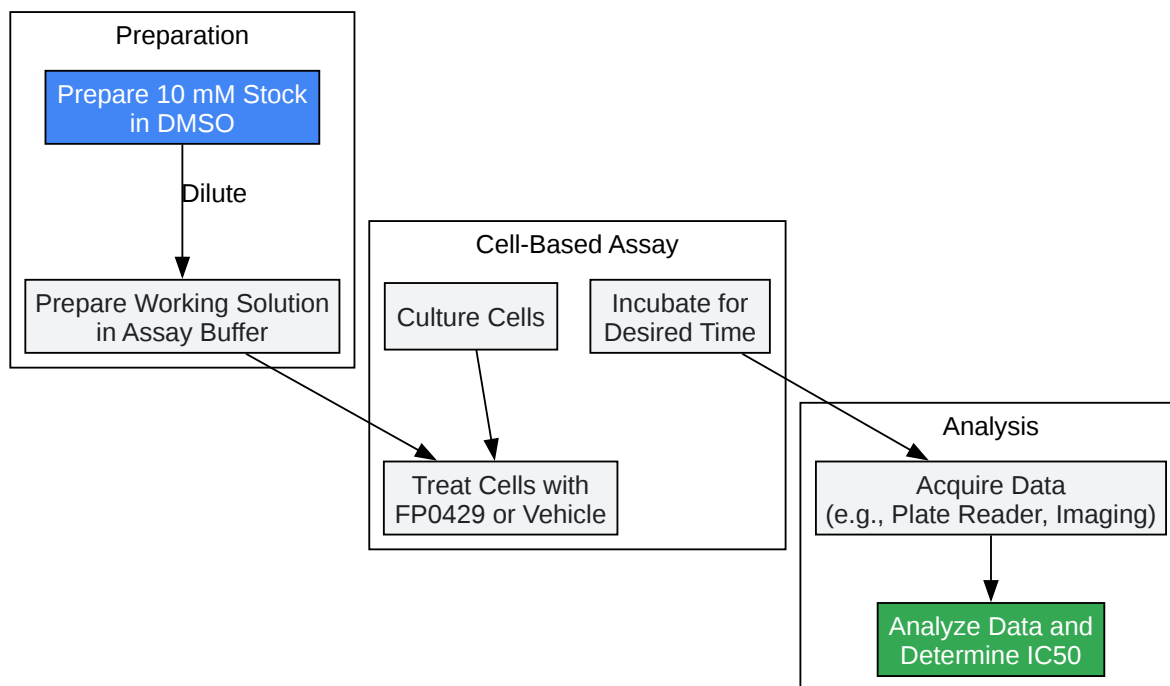 Preparation
Prepare 10 mM Stock
in DMSO
Dilute
Prepare Working Solution
in Assay Buffer
Cell-Based Assay
Culture Cells
Incubate for
Desired Time
Treat Cells with
FP0429 or Vehicle
Analysis
Acquire Data
(e.g., Plate Reader, Imaging)
Analyze Data and
Determine IC50